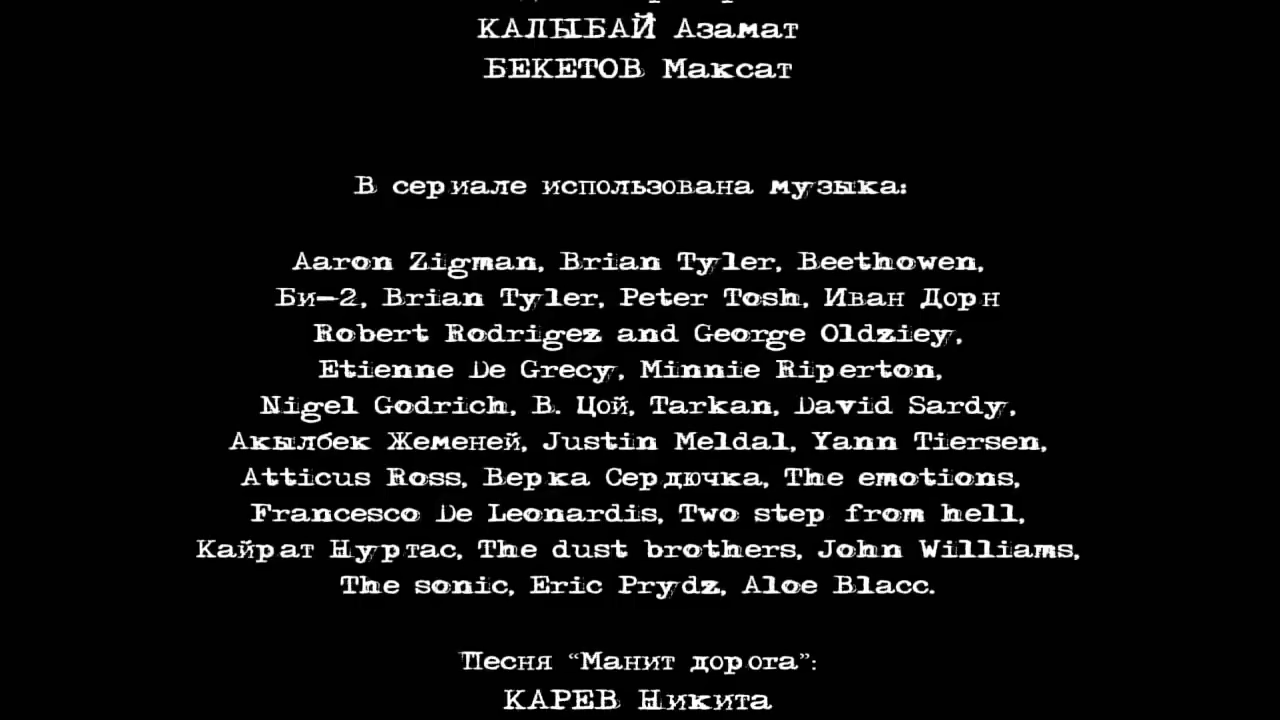 КАЛЫБАЙ Азамат
БЕКЕТОВ Максат
В сериале использована музыка:
Aaron Zigman, Brian Tyler, Beethowen,
Би-2, Brian Tyler, Peter Tosh, Иван Дорн
Robert Rodrigez and George Oldziey,
Etienne De Grecy, Minnie Riperton,
Nigel Godrich, В. Цой, Tarkan, David Sardy,
Акылбек Жеменей, Justin Meldal, Yann Tiersen,
Atticus Ross, Верка Сердючка, The emotions,
Francesco De Leonardis, Two step from hell,
Кайрат Нуртас, The dust brothers, John Williams,
The sonic, Eric Prydz, Aloe Blacc.
Песня “Манит дорога”:
КАРЕВ Никита